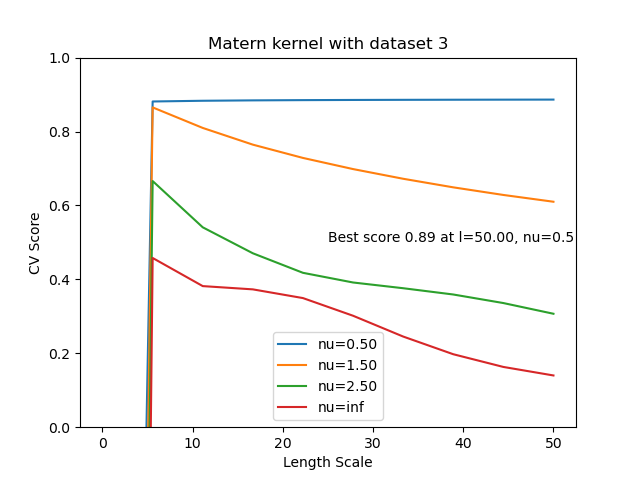 Matern kernel with dataset 3
CV Score
1.0
0.8
0.6
0.4
0.2
0.0
Best score 0.89 at l=50.00, nu=0.5
nu=0.50
nu=1.50
nu=2.50
nu=inf
0 10 20 30 40 50
Length Scale